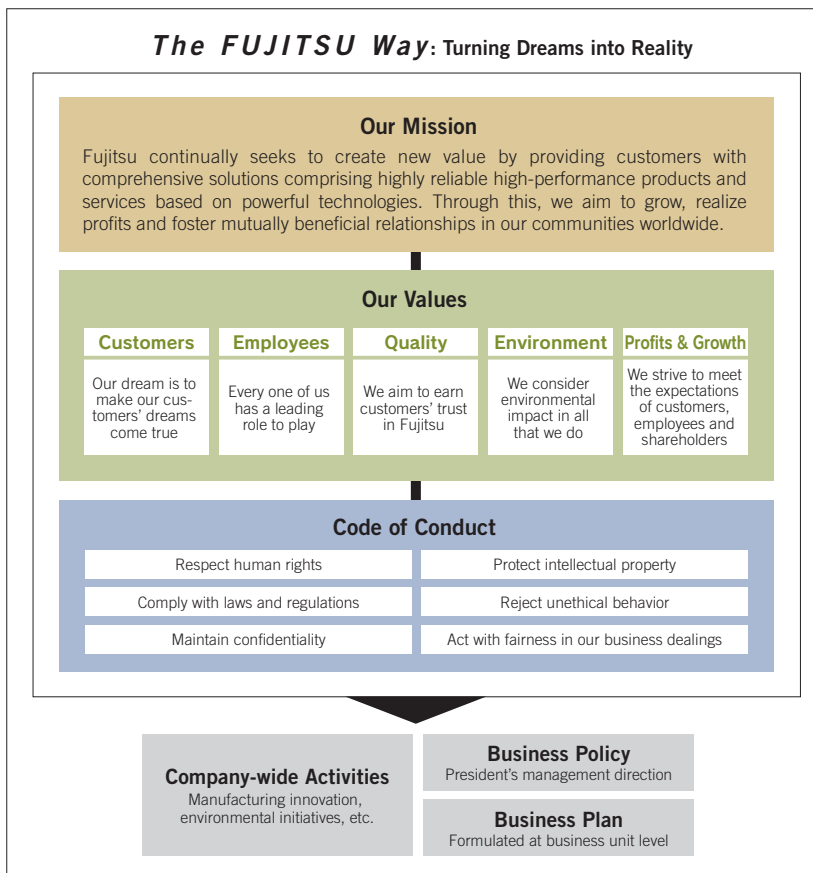 The FUJITSU Way: Turning Dreams into Reality
Our Mission
Fujitsu continually seeks to create new value by providing customers with
comprehensive solutions comprising highly reliable high-performance products and
services based on powerful technologies. Through this, we aim to grow, realize
profits and foster mutually beneficial relationships in our communities worldwide.
Our Values
Customers
Our dream is to
make our cus-
tomers' dreams
come true
Employees
Every one of us
has a leading
role to play
Quality
We aim to earn
customers' trust
in Fujitsu
Environment
We consider
environmental
impact in all
that we do
Profits & Growth
We strive to meet
the expectations
of customers,
employees and
shareholders
Code of Conduct
Respect human rights
Protect intellectual property
Comply with laws and regulations
Reject unethical behavior
Maintain confidentiality
Act with fairness in our business dealings
Company-wide Activities
Manufacturing innovation,
environmental initiatives, etc.
Business Policy
President's management direction
Business Plan
Formulated at business unit level